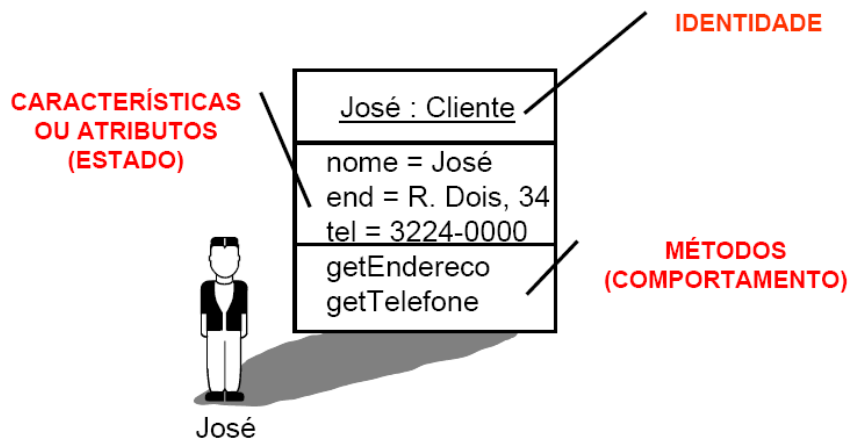 IDENTIDADE
CARACTERÍSTICAS
OU ATRIBUTOS
(ESTADO)
José : Cliente
nome = José
end = R. Dois, 34
tel = 3224-0000
getEndereco
getTelefone
MÉTODOS
(COMPORTAMENTO)
José